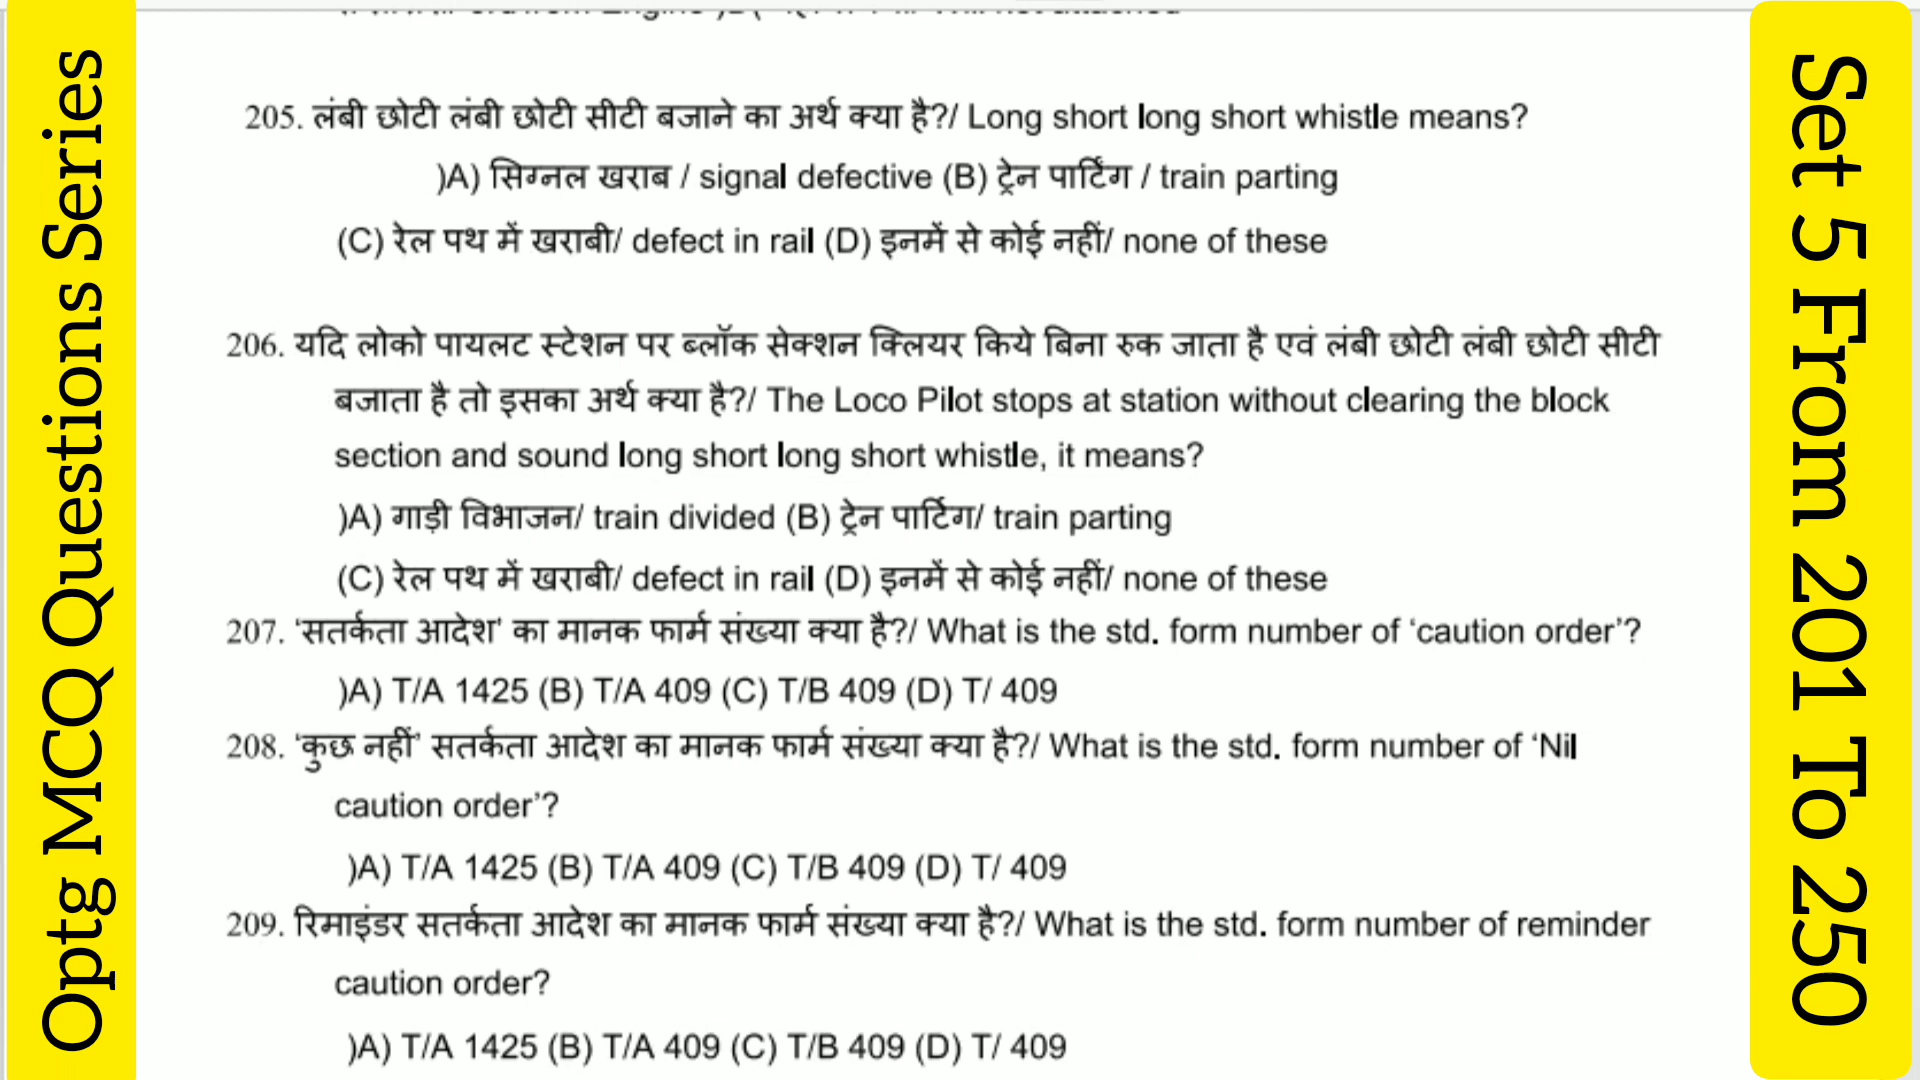 Optg MCQ Questions Series
205. लंबी छोटी लंबी छोटी सीटी बजाने का अर्थ क्या है?/ Long short long short whistle means?
)A) सिग्नल खराब / signal defective (B) ट्रेन पार्टिंग / train parting
(C) रेल पथ में खराबी/ defect in rail (D) इनमें से कोई नहीं/ none of these
206. यदि लोको पायलट स्टेशन पर ब्लॉक सेक्शन क्लियर किये बिना रुक जाता है एवं लंबी छोटी लंबी छोटी सीटी
बजाता है तो इसका अर्थ क्या है?/ The Loco Pilot stops at station without clearing the block
section and sound long short long short whistle, it means?
)A) गाड़ी विभाजन/ train divided (B) ट्रेन पार्टिंग/ train parting
(C) रेल पथ में खराबी/ defect in rail (D) इनमें से कोई नहीं/ none of these
207. 'सतर्कता आदेश' का मानक फार्म संख्या क्या है?/ What is the std. form number of ‘caution order’?
)A) T/A 1425 (B) T/A 409 (C) T/B 409 (D) T/ 409
208. 'कुछ नहीं' सतर्कता आदेश का मानक फार्म संख्या क्या है?/ What is the std. form number of ‘Nil
caution order’?
)A) T/A 1425 (B) T/A 409 (C) T/B 409 (D) T/ 409
209. रिमाइंडर सतर्कता आदेश का मानक फार्म संख्या क्या है?/ What is the std. form number of reminder
caution order?
)A) T/A 1425 (B) T/A 409 (C) T/B 409 (D) T/ 409
Set 5 From 201 To 250